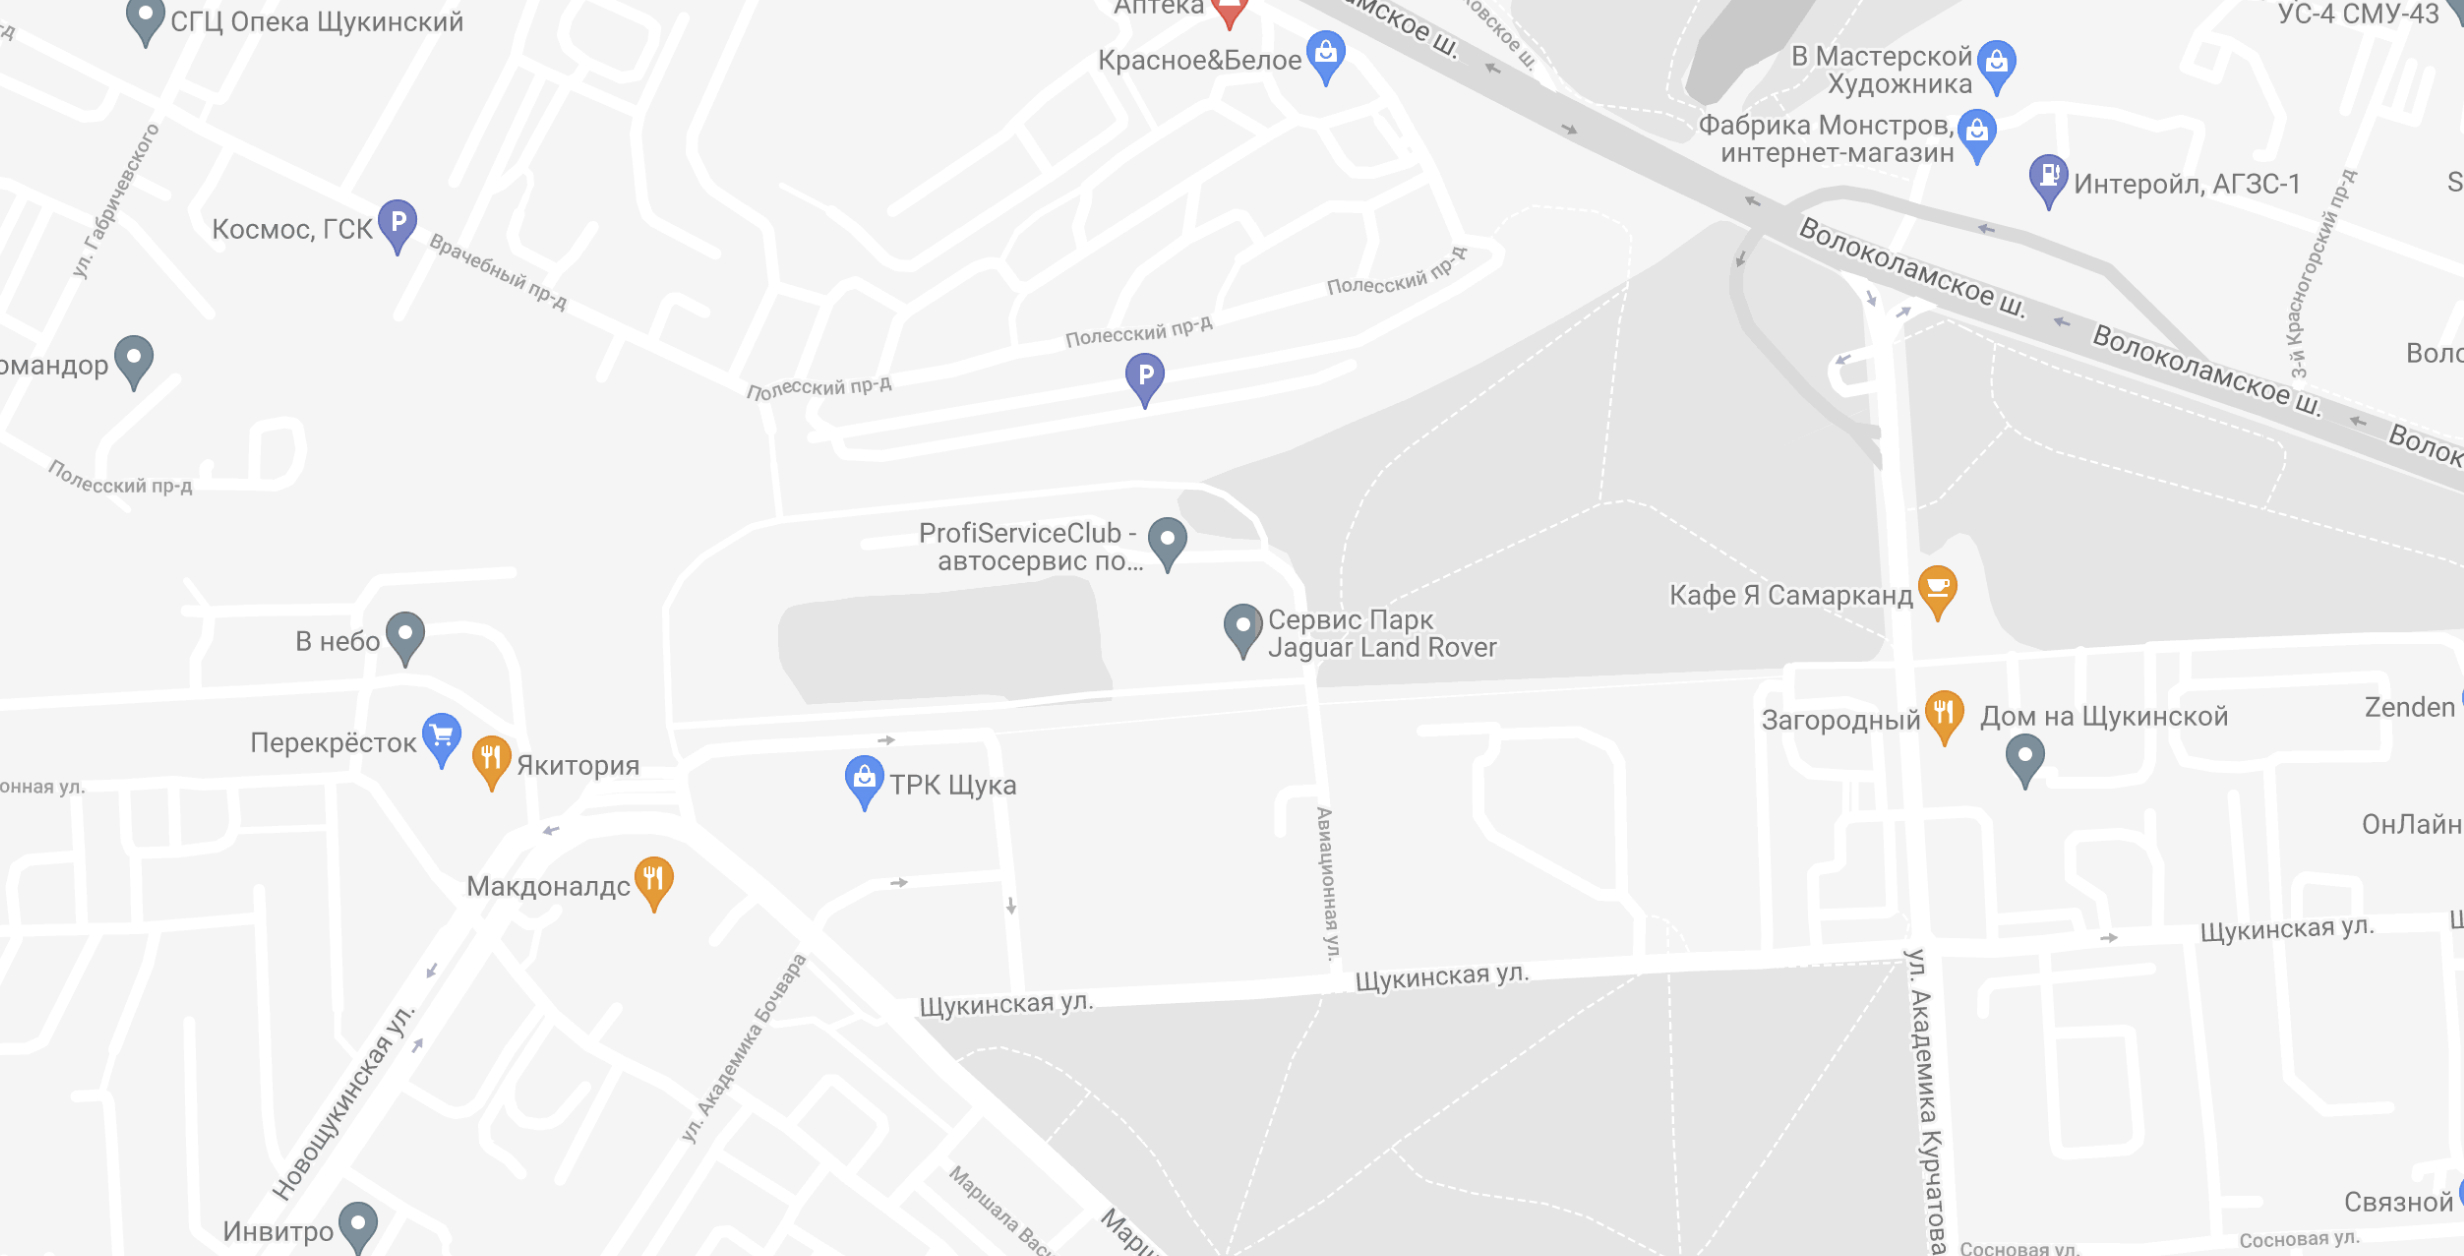 СГЦ Опека Щукинский
Аптека
Красное&Белое
В Мастерской
Художника
Фабрика Монстров,
интернет-магазин
Интеройл, АГЗС-1
УС-4 СМУ-43
ул. Габричевского
Космос, ГСК
Врачебный пр-д
Полесский пр-д
Полесский пр-д
Полесский пр-д
Полесский пр-д
Волоколамское ш.
Волоколамское ш.
3-й Красногорский пр-д
ProfiServiceClub -
автосервис по...
Сервис Парк
Jaguar Land Rover
Кафе Я Самарканд
Загородный
Дом на Щукинской
Zenden
В небо
Перекрёсток
Якитория
ТРК Щука
Макдоналдс
Авиационная ул.
Щукинская ул.
Щукинская ул.
Щукинская ул.
ул. Академика Курчатова
ул. Академика Бочвара
Новощукинская ул.
Инвитро
Связной
Сосновая ул.
Сосновая ул.